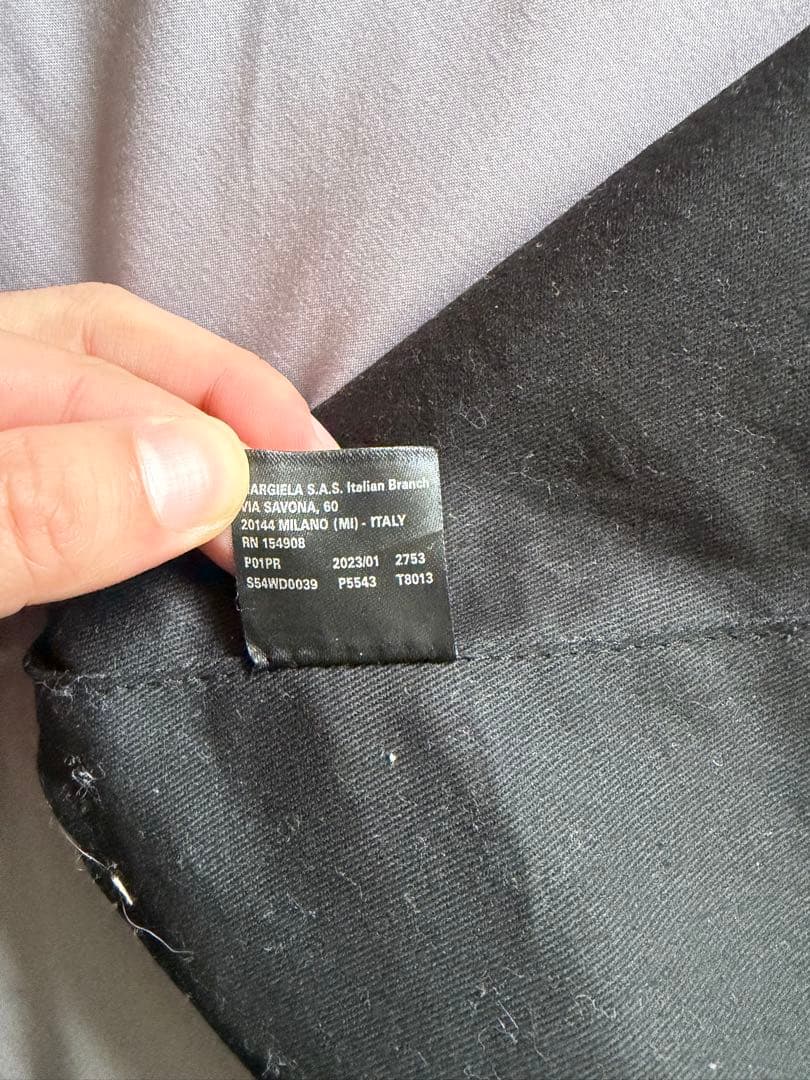 ARGIELA S.A.S. Italian Branch
VIA SAVONA, 60
20144 MILANO (MI) - ITALY
RN 154908
P01PR 2023/01 2753
S54WD0039 P5543 T8013